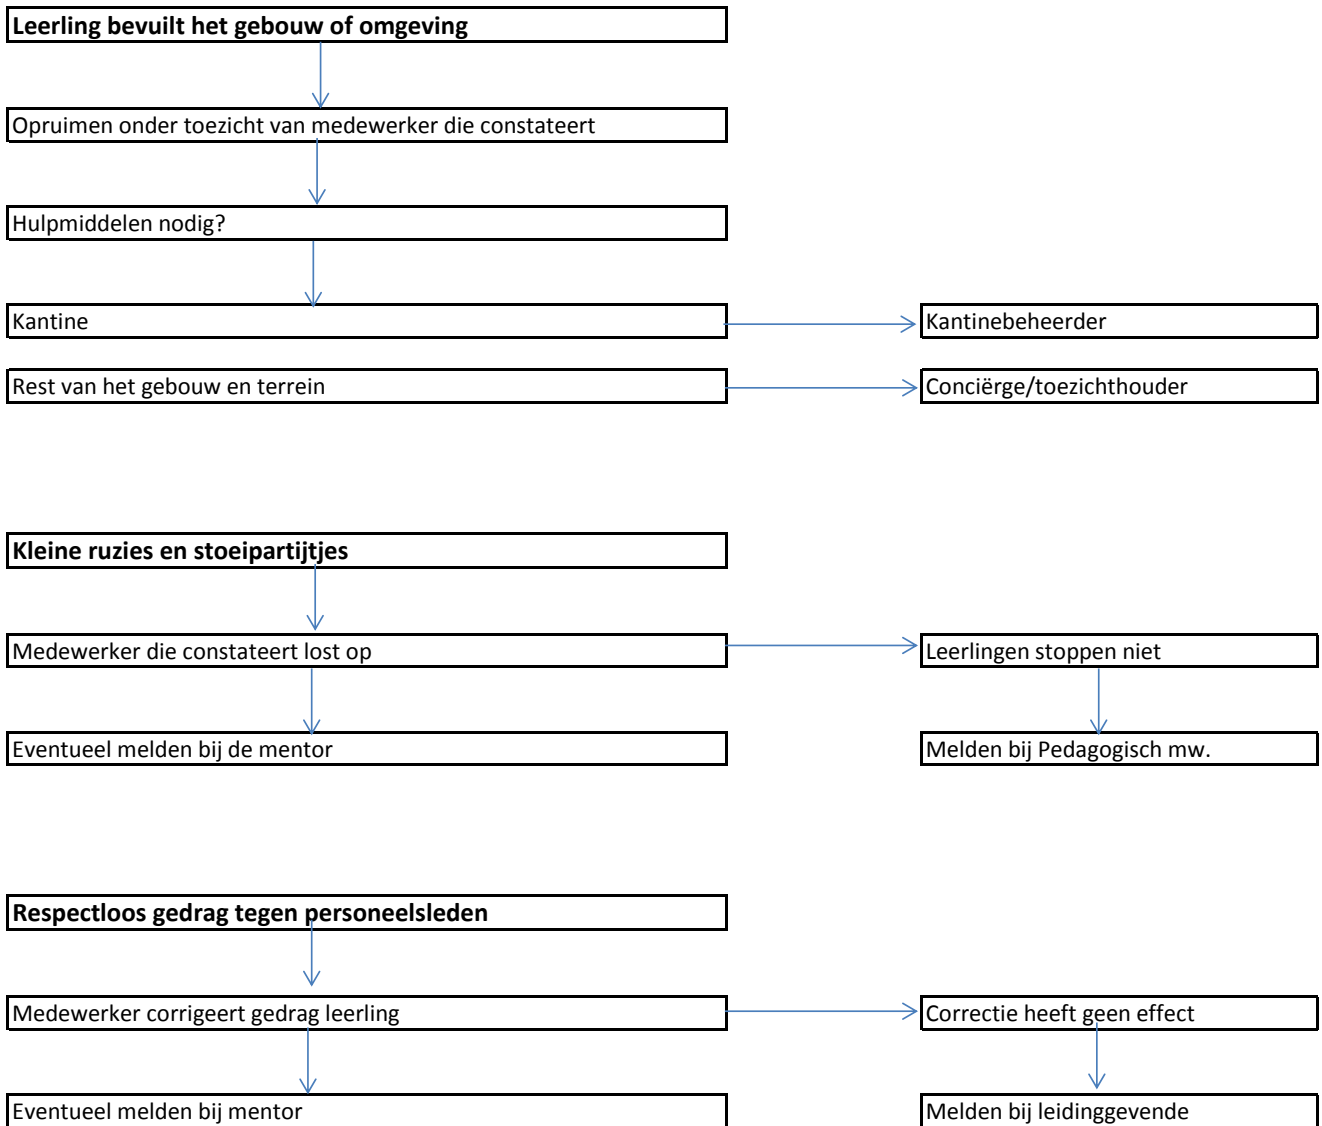 Leerling bevuilt het gebouw of omgeving
Opruimen onder toezicht van medewerker die constateert
Hulpmiddelen nodig?
Kantine
Kantinebeheerder
Rest van het gebouw en terrein
Conciërge/toezichthouder
Kleine ruzies en stoeipartijtjes
Medewerker die constateert lost op
Leerlingen stoppen niet
Eventueel melden bij de mentor
Melden bij Pedagogisch mw.
Respectloos gedrag tegen personeelsleden
Medewerker corrigeert gedrag leerling
Correctie heeft geen effect
Eventueel melden bij mentor
Melden bij leidinggevende